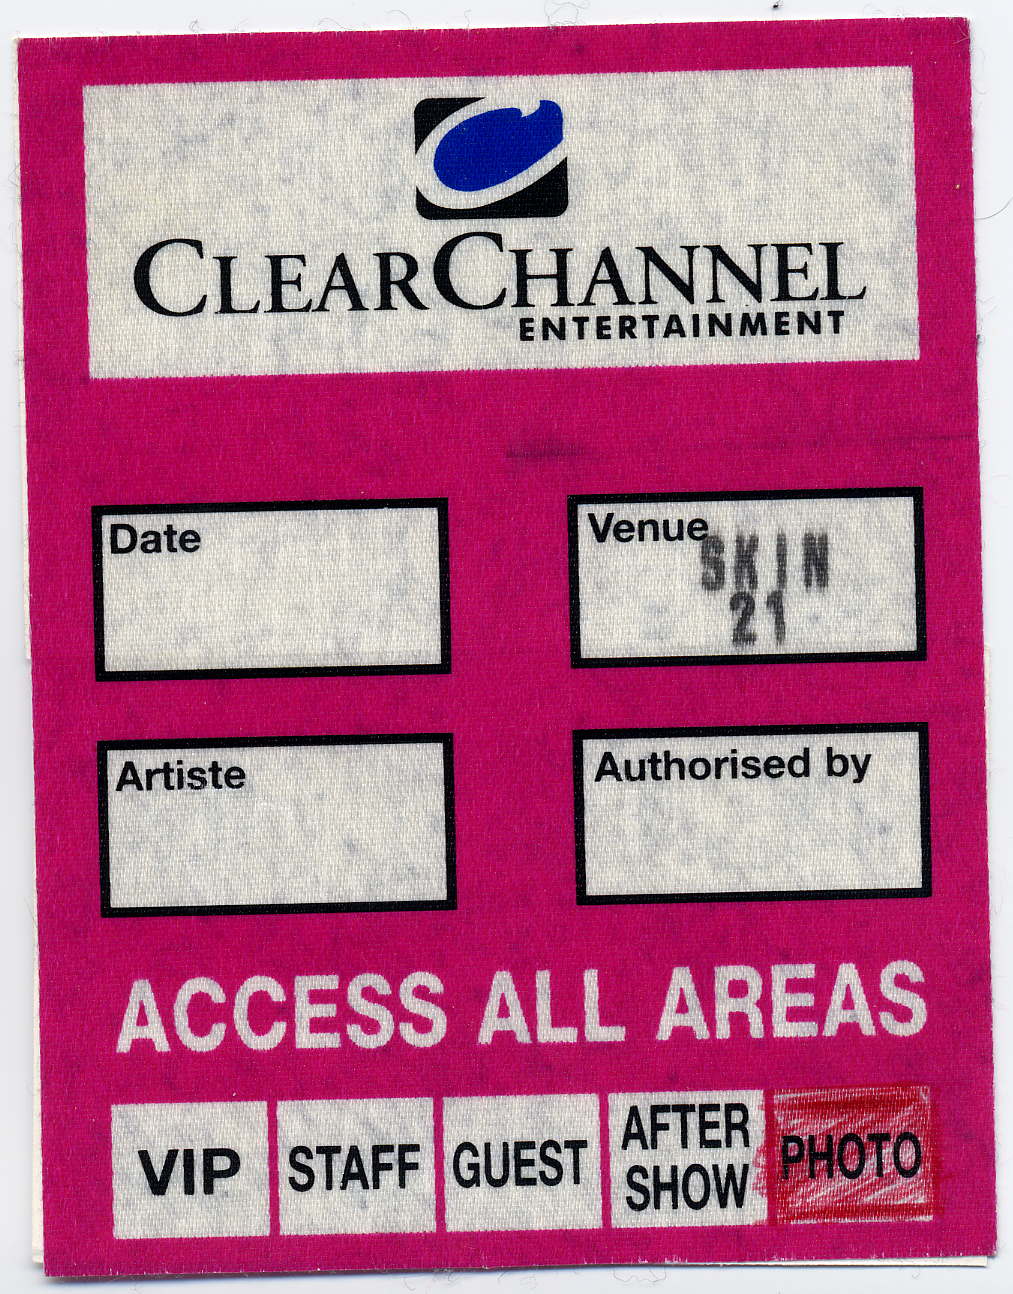 CLEARCHANNEL
ENTERTAINMENT
Date
Venue
SKIN
21
Artiste
Authorised by
ACCESS ALL AREAS
VIP
STAFF
GUEST
AFTER
SHOW
PHOTO